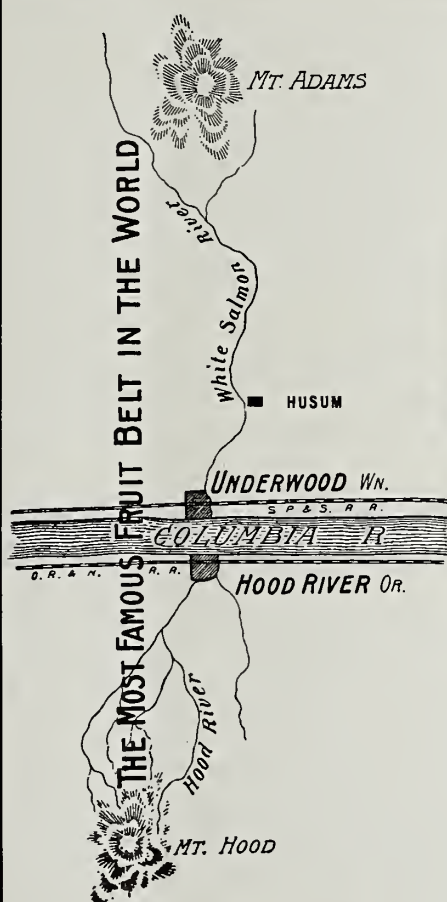 MT. ADAMS
THE MOST FAMOUS FRUIT BELT IN THE WORLD
White Salmon River
HUSUM
UNDERWOOD WN.
S P & S. R R.
COLUMBIA R
O. R. & N. R. R.
HOOD RIVER OR.
Hood River
MT. HOOD